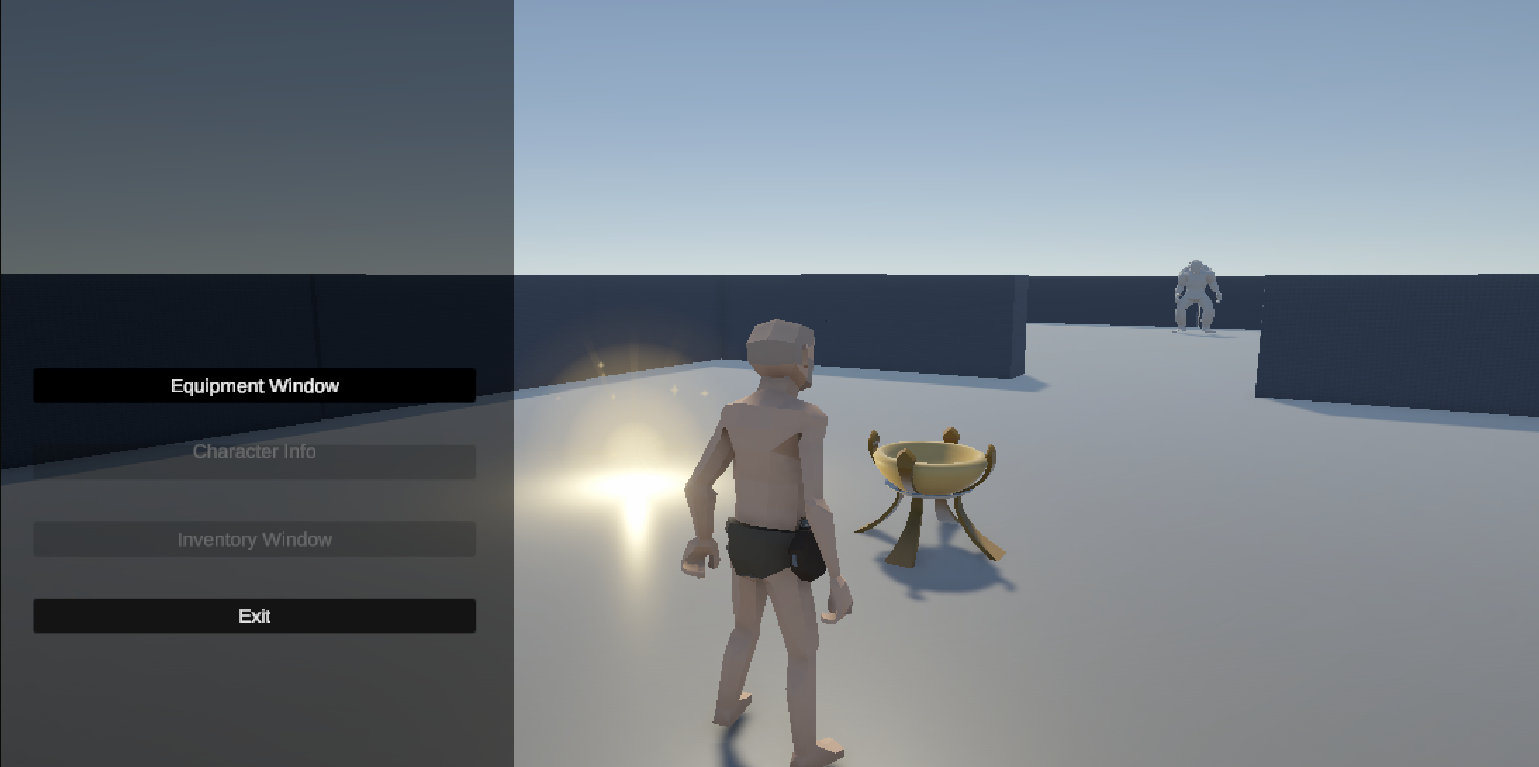 Equipment Window
Character Info
Inventory Window
Exit